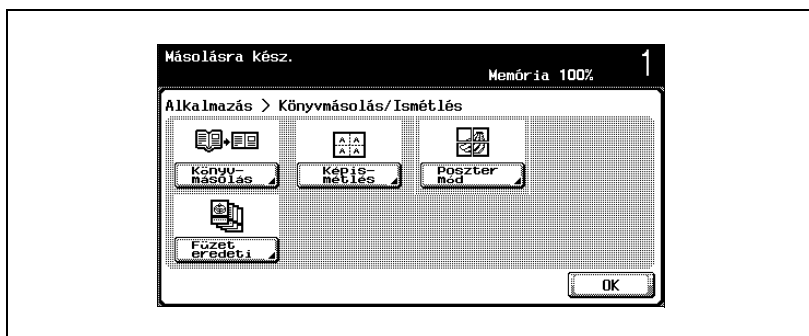 Másolásra kész.
1
Memória 100%
Alkalmazás > Könyvmásolás/Ismétlés
Könyv-
másolás
Képis-
métlés
Poszter
mód
Füzet
eredeti
OK